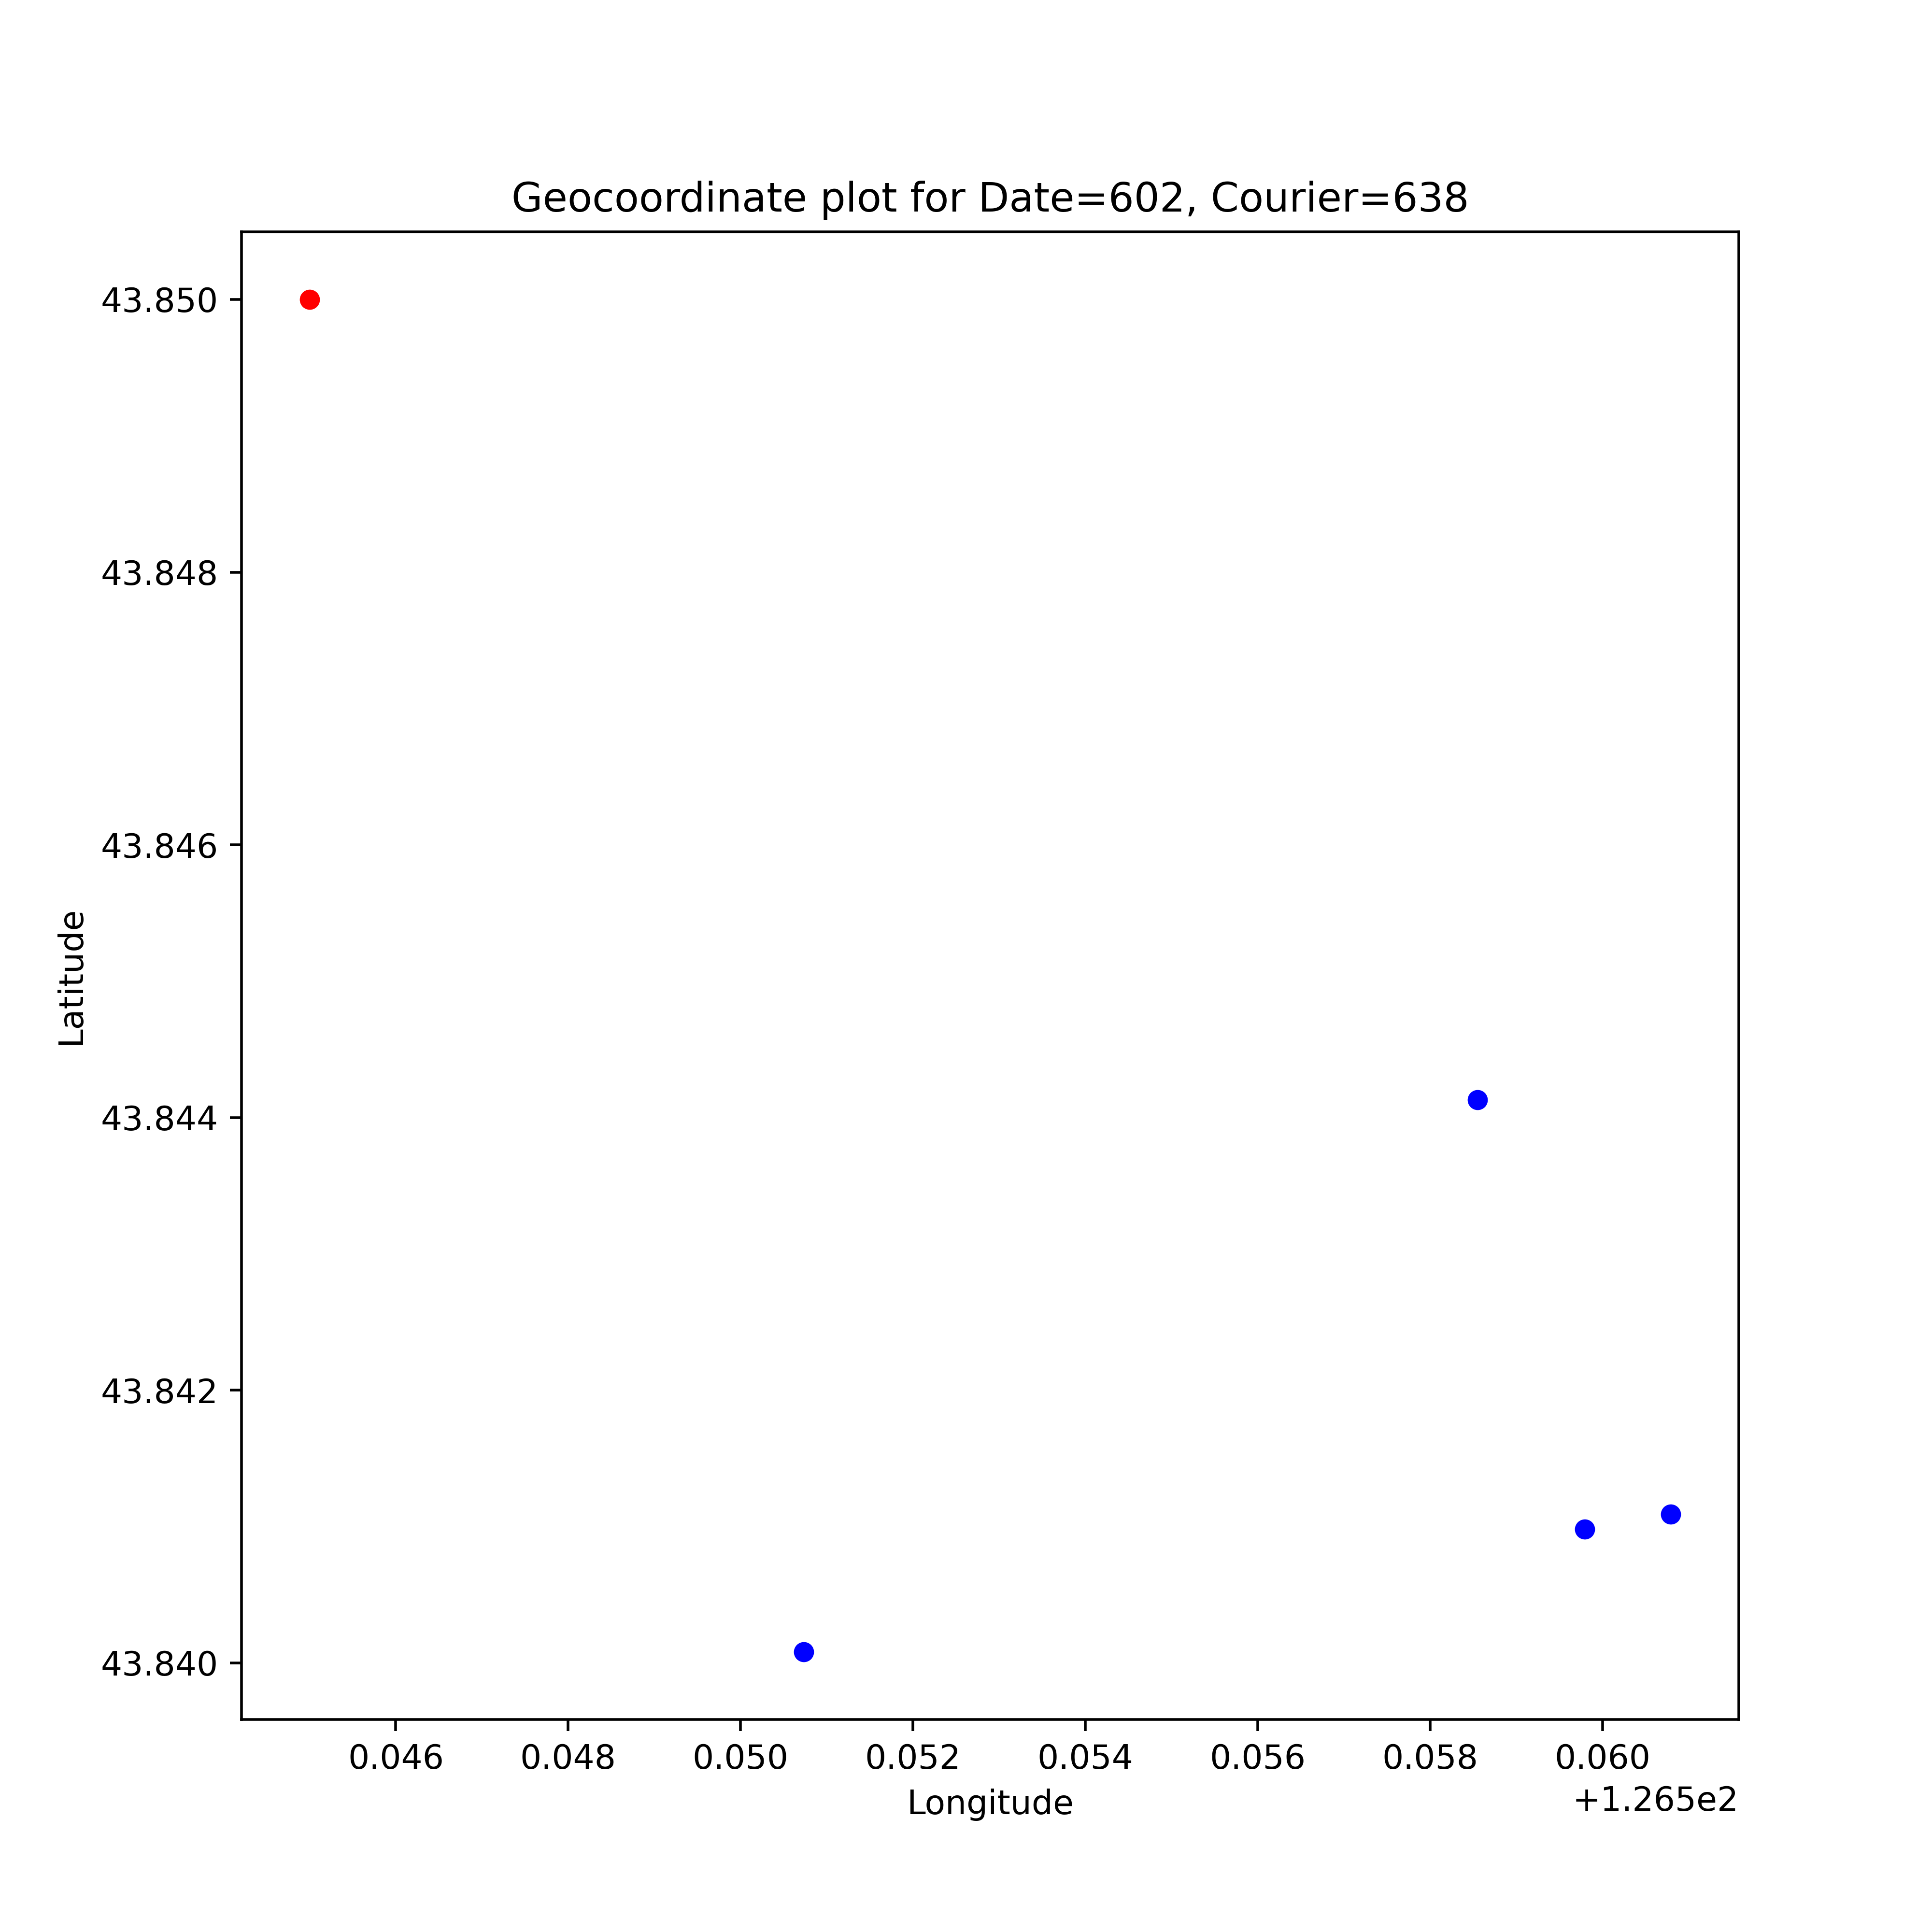 Geocoordinate plot for Date=602, Courier=638
43.850
43.848
43.846
43.844
43.842
43.840
Latitude
0.046 0.048 0.050 0.052 0.054 0.056 0.058 0.060
+1.265e2
Longitude